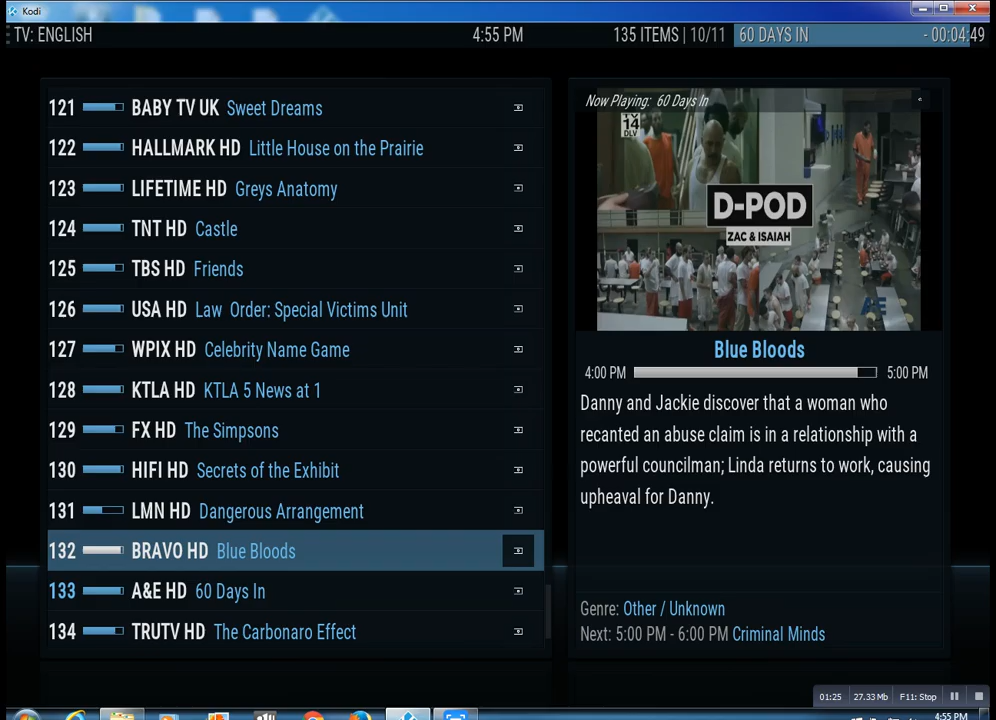 Kodi
TV: ENGLISH
4:55 PM
135 ITEMS | 10/11
60 DAYS IN
- 00:04:49
121 BABY TV UK Sweet Dreams
122 HALLMARK HD Little House on the Prairie
123 LIFETIME HD Greys Anatomy
124 TNT HD Castle
125 TBS HD Friends
126 USA HD Law Order: Special Victims Unit
127 WPIX HD Celebrity Name Game
128 KTLA HD KTLA 5 News at 1
129 FX HD The Simpsons
130 HIFI HD Secrets of the Exhibit
131 LMN HD Dangerous Arrangement
132 BRAVO HD Blue Bloods
133 A&E HD 60 Days In
134 TRUTV HD The Carbonaro Effect
Now Playing: 60 Days In
TV
14
DLV
D-POD
ZAC & ISAIAH
A&E
Blue Bloods
4:00 PM 5:00 PM
Danny and Jackie discover that a woman who
recanted an abuse claim is in a relationship with a
powerful councilman; Linda returns to work, causing
upheaval for Danny.
Genre: Other / Unknown
Next: 5:00 PM - 6:00 PM Criminal Minds
01:25 27.33 Mb F11: Stop
4:55 PM